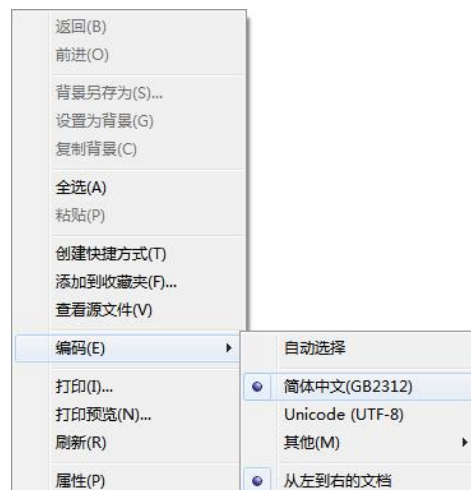 返回(B)
前进(O)
背景另存为(S)...
设置为背景(G)
复制背景(C)
全选(A)
粘贴(P)
创建快捷方式(T)
添加到收藏夹(F)...
查看源文件(V)
编码(E)
自动选择
打印(I)...
简体中文(GB2312)
打印预览(N)...
Unicode (UTF-8)
刷新(R)
其他(M)
属性(P)
从左到右的文档